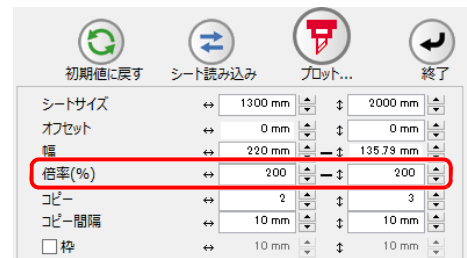 初期値に戻す シート読み込み プロット... 終了
シートサイズ ↔ 1300 mm ↕ 2000 mm
オフセット ↔ 0 mm ↕ 0 mm
幅 ↔ 220 mm ↕ 135.79 mm
倍率(%) ↔ 200 ↕ 200
コピー ↔ 2 ↕ 3
コピー間隔 ↔ 10 mm ↕ 10 mm
枠 ↔ 10 mm ↕ 10 mm